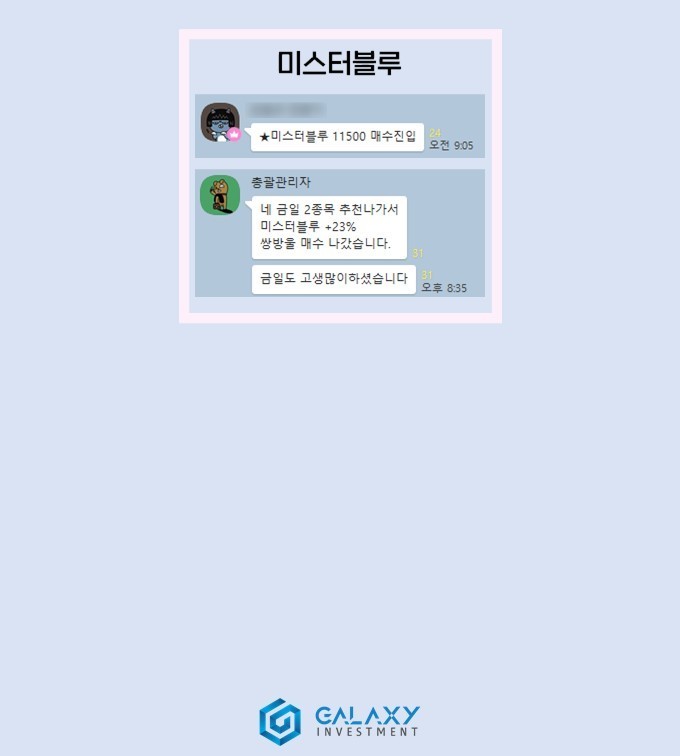 미스터블루
★미스터블루 11500 매수진입
24
오전 9:05
총괄관리자
네 금일 2종목 추천나가서
미스터블루 +23%
쌍방울 매수 나갔습니다.
31
금일도 고생많이하셨습니다
31
오후 8:35
GALAXY
INVESTMENT